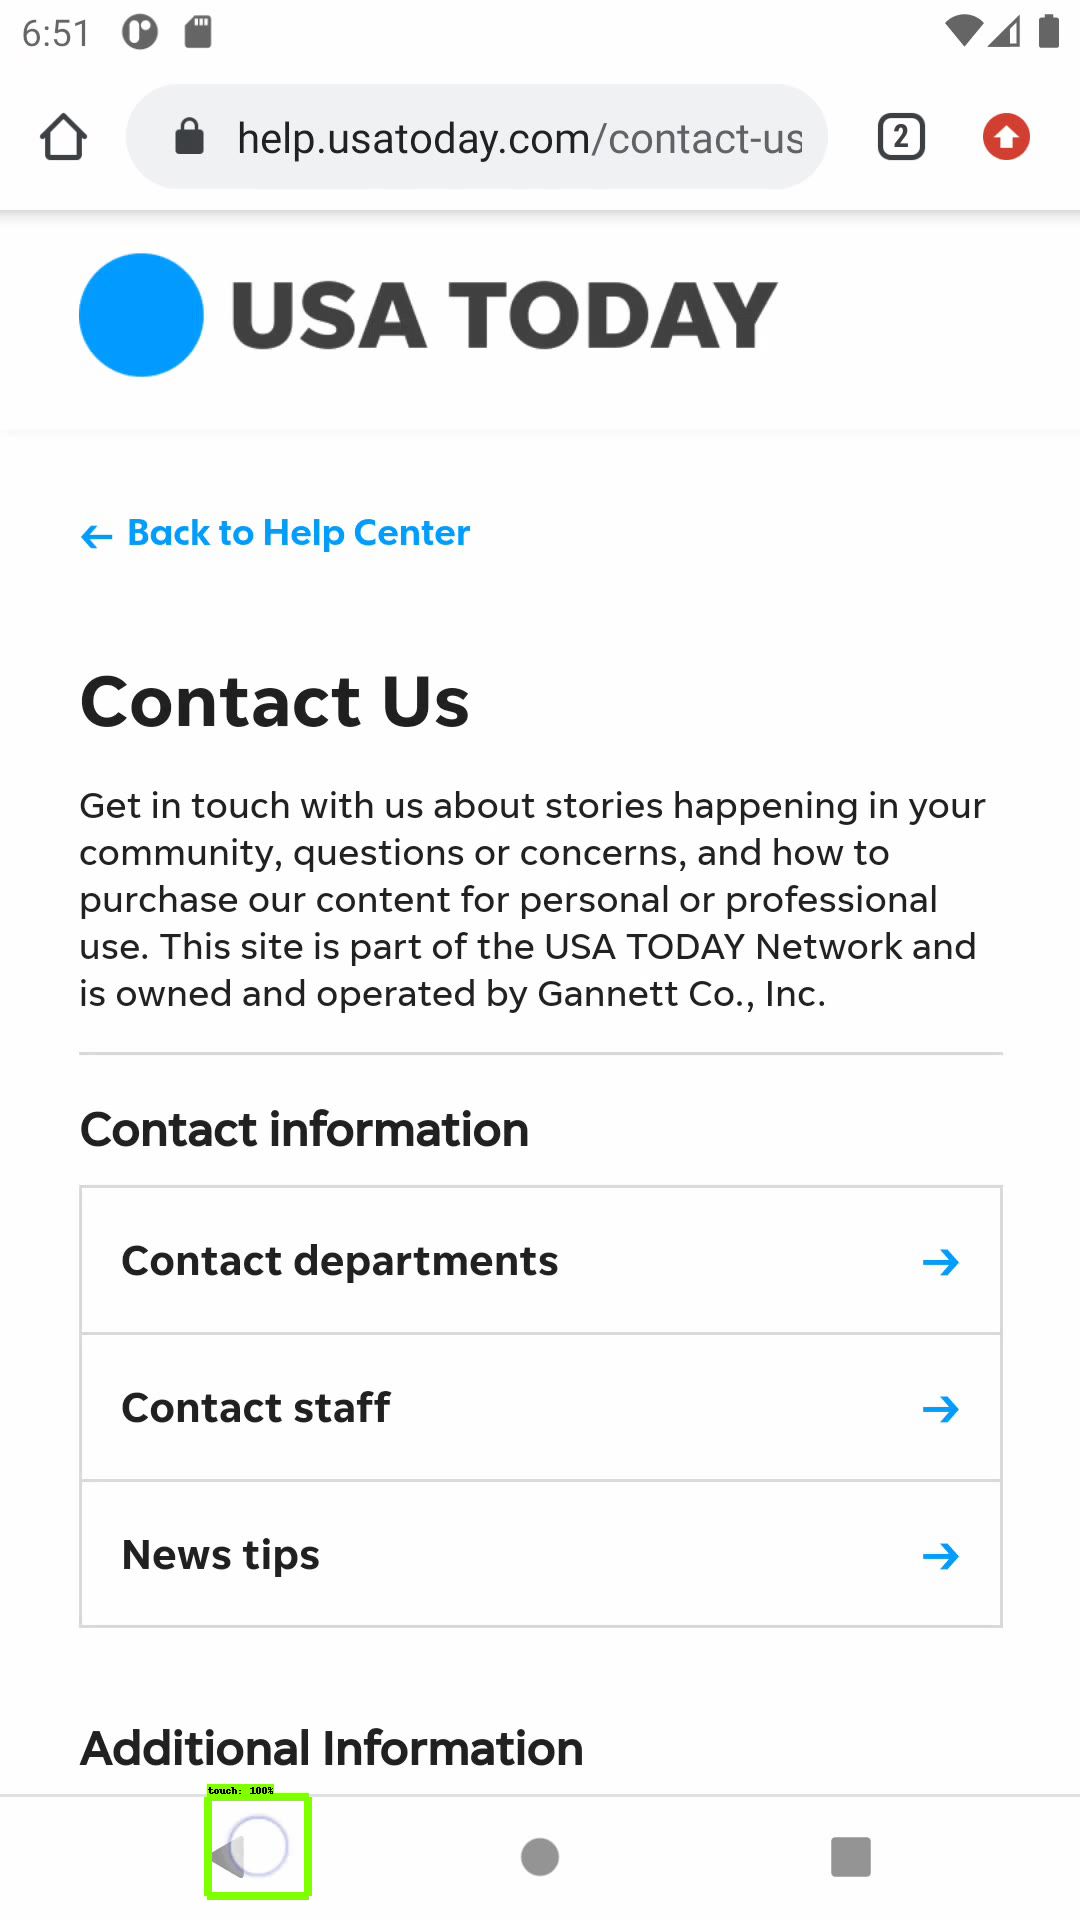 6:51
help.usatoday.com/contact-us
2
USA TODAY
← Back to Help Center
Contact Us
Get in touch with us about stories happening in your
community, questions or concerns, and how to
purchase our content for personal or professional
use. This site is part of the USA TODAY Network and
is owned and operated by Gannett Co., Inc.
Contact information
Contact departments →
Contact staff →
News tips →
Additional Information
touch: 100%